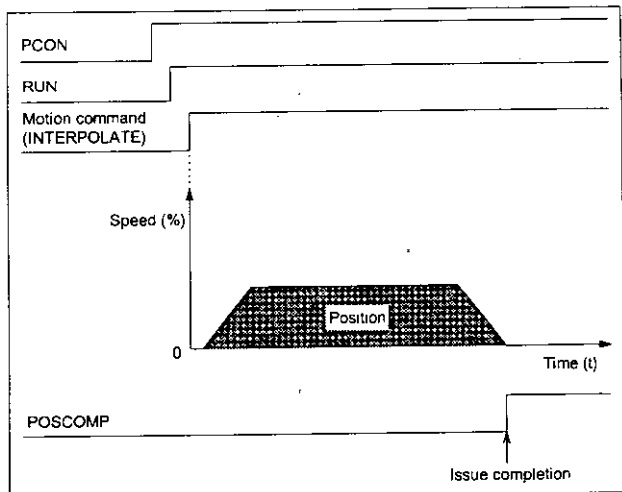 PCON
RUN
Motion command
(INTERPOLATE)
Speed (%)
Position
0
Time (t)
POSCOMP
Issue completion